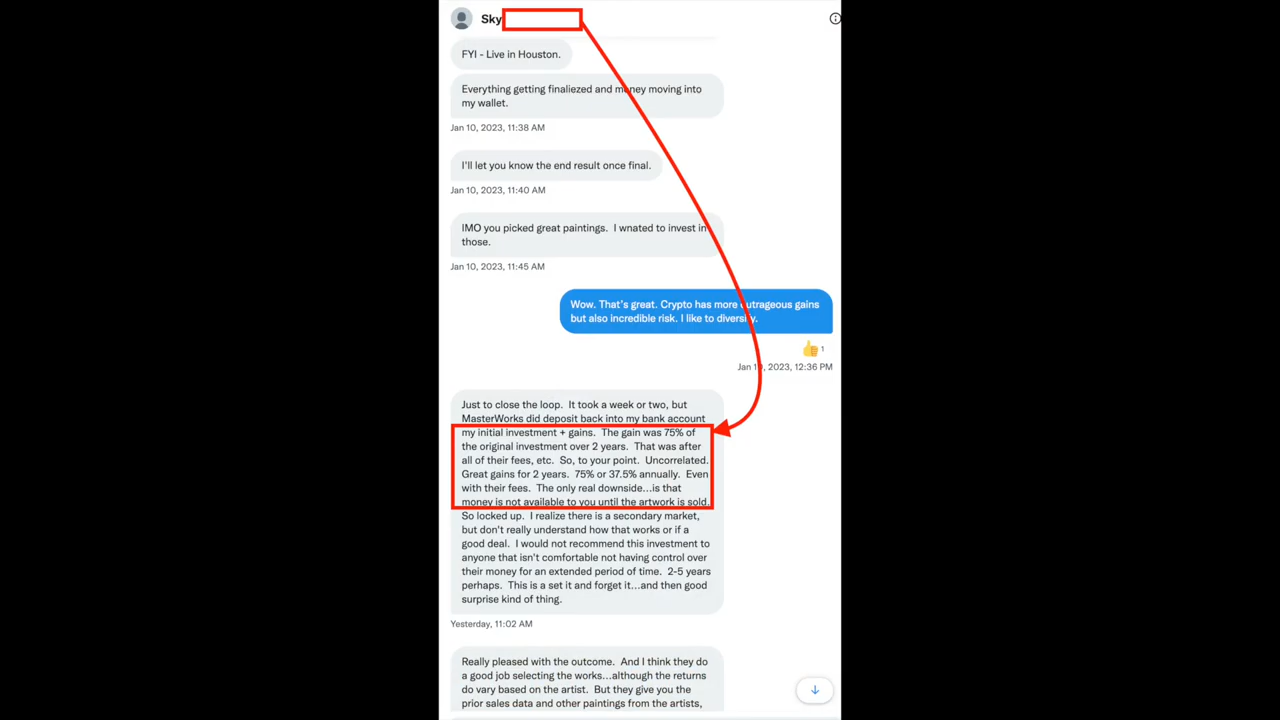 Sky
FYI - Live in Houston.
Everything getting finaliezed and money moving into
my wallet.
Jan 10, 2023, 11:38 AM
I'll let you know the end result once final.
Jan 10, 2023, 11:40 AM
IMO you picked great paintings. I wnated to invest in
those.
Jan 10, 2023, 11:45 AM
Wow. That's great. Crypto has more outrageous gains
but also incredible risk. I like to diversify.
1
Jan 2023, 12:36 PM
Just to close the loop. It took a week or two, but
MasterWorks did deposit back into my bank account
my initial investment + gains. The gain was 75% of
the original investment over 2 years. That was after
all of their fees, etc. So, to your point. Uncorrelated.
Great gains for 2 years. 75% or 37.5% annually. Even
with their fees. The only real downside...is that
money is not available to you until the artwork is sold.
So locked up. I realize there is a secondary market,
but don't really understand how that works or if a
good deal. I would not recommend this investment to
anyone that isn't comfortable not having control over
their money for an extended period of time. 2-5 years
perhaps. This is a set it and forget it...and then good
surprise kind of thing.
Yesterday, 11:02 AM
Really pleased with the outcome. And I think they do
a good job selecting the works...although the returns
do vary based on the artist. But they give you the
prior sales data and other paintings from the artists,